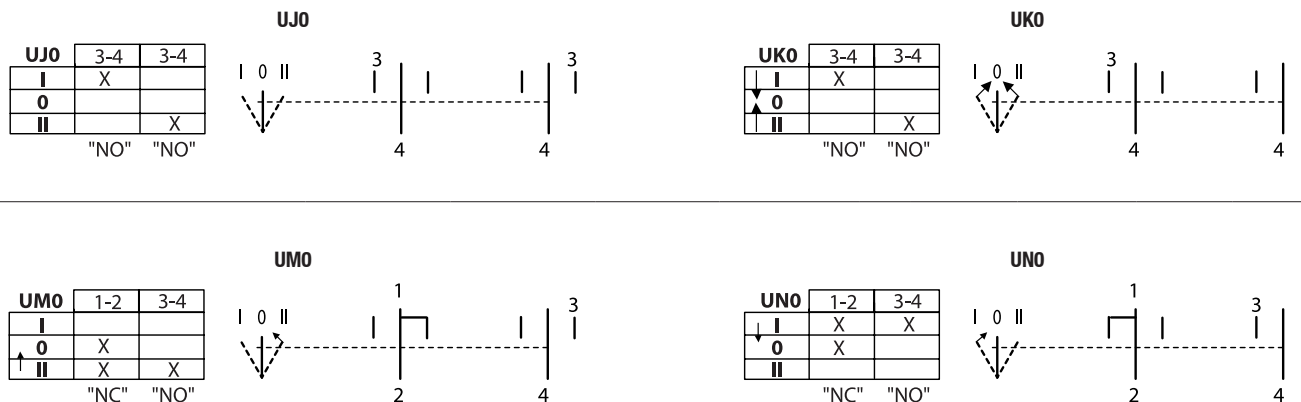 UJ0
UJ0 3-4 3-4
I X
0
II X
"NO" "NO"
I 0 II
3 3
4 4
UK0
UK0 3-4 3-4
I X
0
II X
"NO" "NO"
I 0 II
3
4 4
UM0
UM0 1-2 3-4
I
0 X
II X X
"NC" "NO"
I 0 II
1 3
2 4
UN0
UN0 1-2 3-4
I X X
0 X
II
"NC" "NO"
I 0 II
1 3
2 4